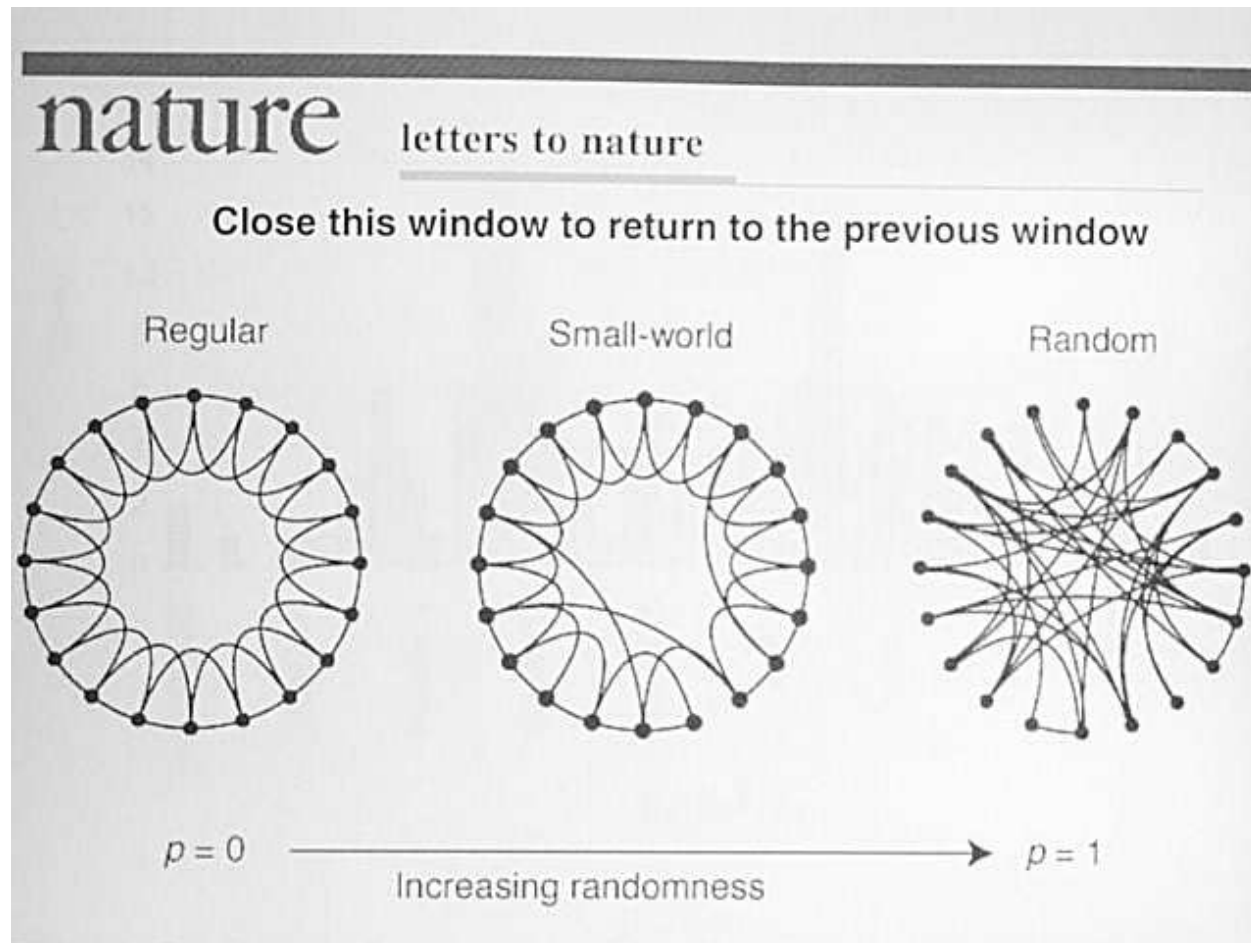 nature
letters to nature
Close this window to return to the previous window
Regular
Small-world
Random
p = 0
p = 1
Increasing randomness